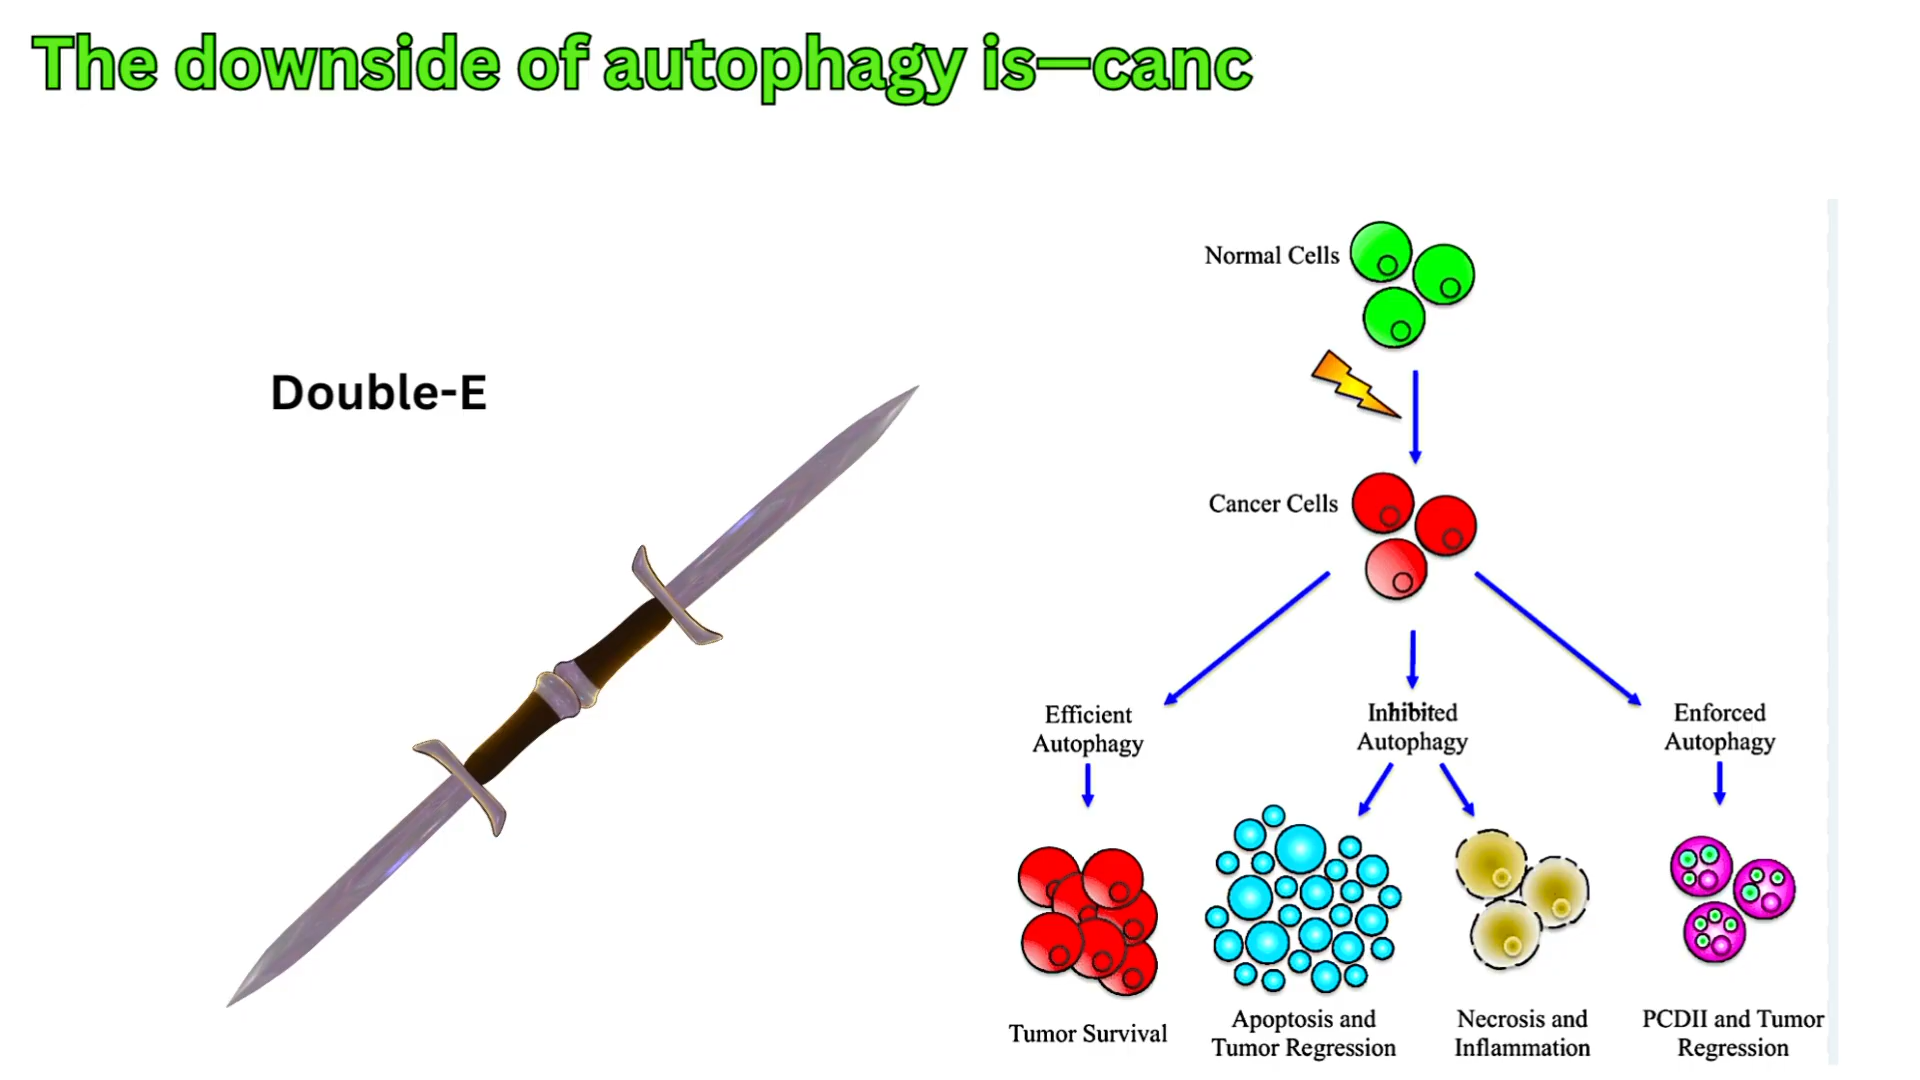 The downside of autophagy is—canc
Double-E
Normal Cells
Cancer Cells
Efficient
Autophagy
Inhibited
Autophagy
Enforced
Autophagy
Tumor Survival
Apoptosis and
Tumor Regression
Necrosis and
Inflammation
PCDII and Tumor
Regression